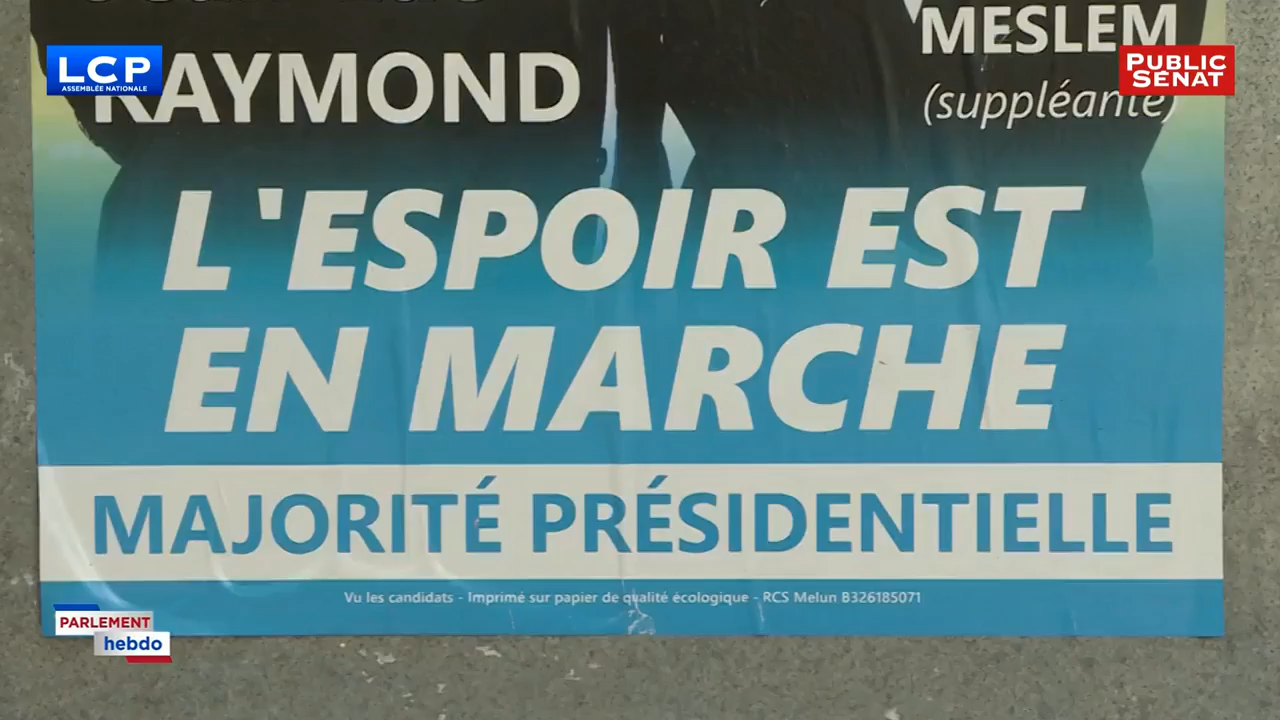 MESLEM
LCP
ASSEMBLÉE NATIONALE
PUBLIC
SÉNAT
RAYMOND
(suppléante)
L'ESPOIR EST
EN MARCHE
MAJORITÉ PRÉSIDENTIELLE
Vu les candidats - Imprimé sur papier de qualité écologique - RCS Melun B326185071
PARLEMENT
hebdo